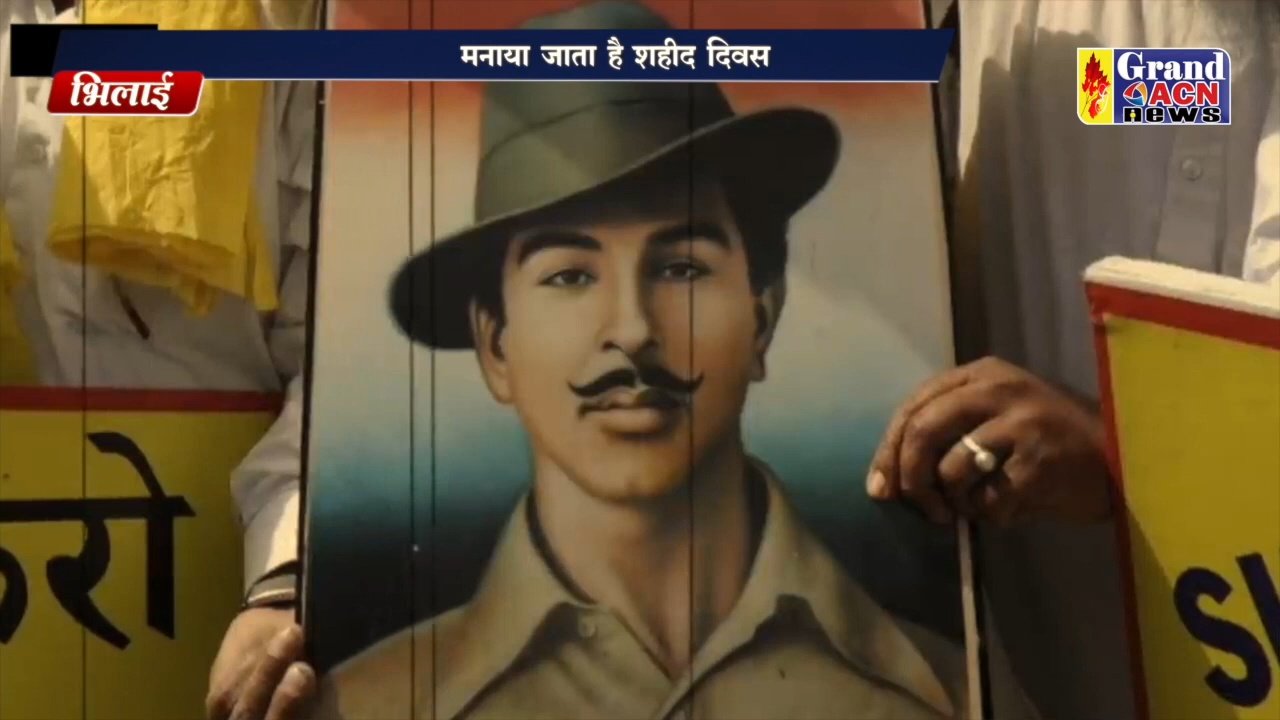 मनाया जाता है शहीद दिवस
भिलाई
Grand
ACN
news
रो